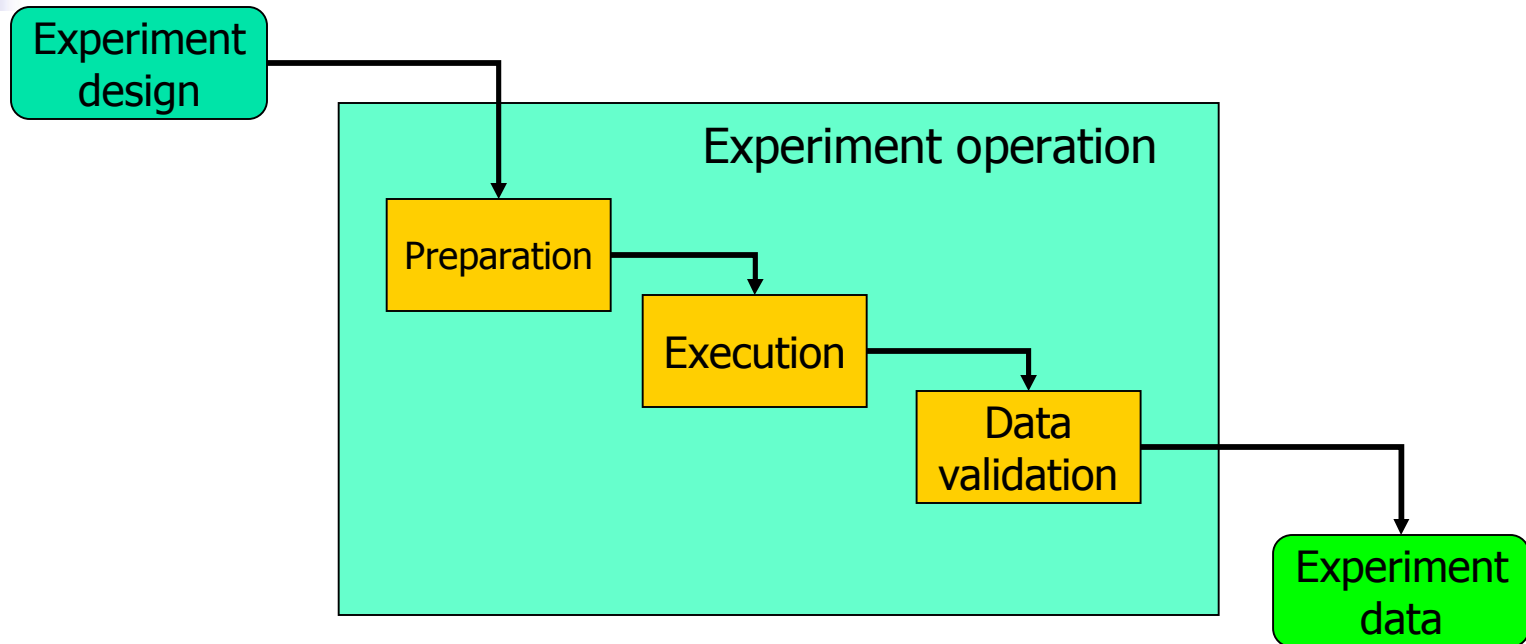 Experiment
design
Experiment operation
Preparation
Execution
Data
validation
Experiment
data